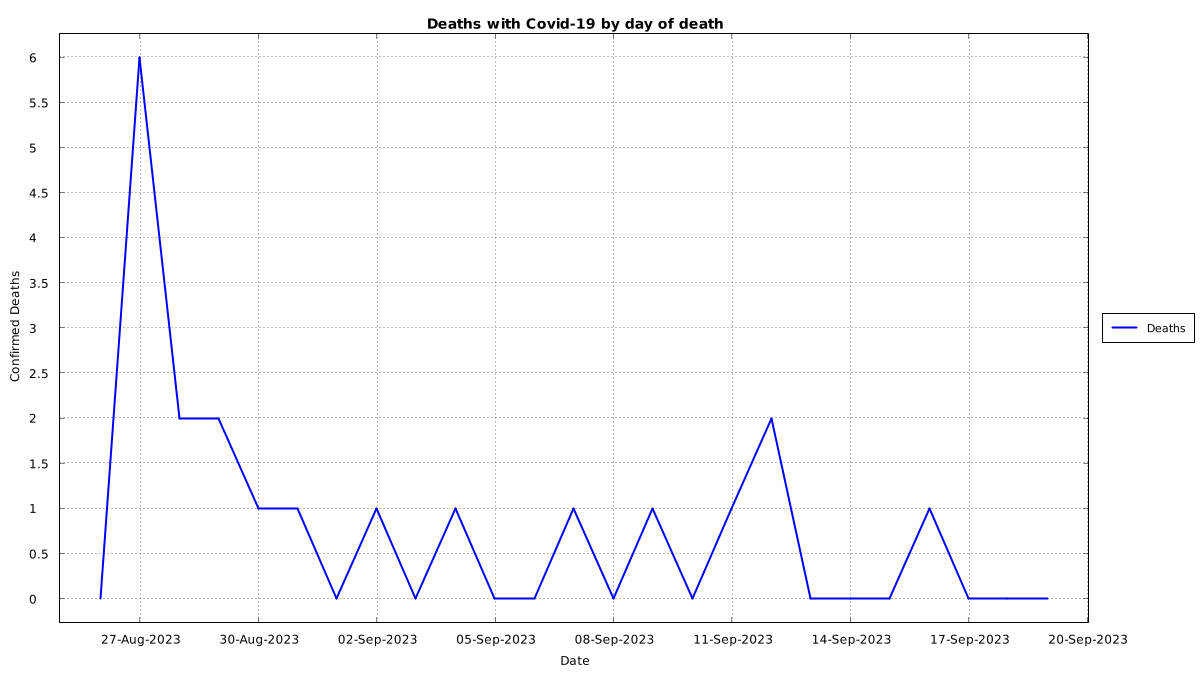 Deaths with Covid-19 by day of death
6
5.5
5
4.5
4
3.5
3
2.5
2
1.5
1
0.5
0
Confirmed Deaths
27-Aug-2023
30-Aug-2023
02-Sep-2023
05-Sep-2023
08-Sep-2023
11-Sep-2023
14-Sep-2023
17-Sep-2023
20-Sep-2023
Date
Deaths